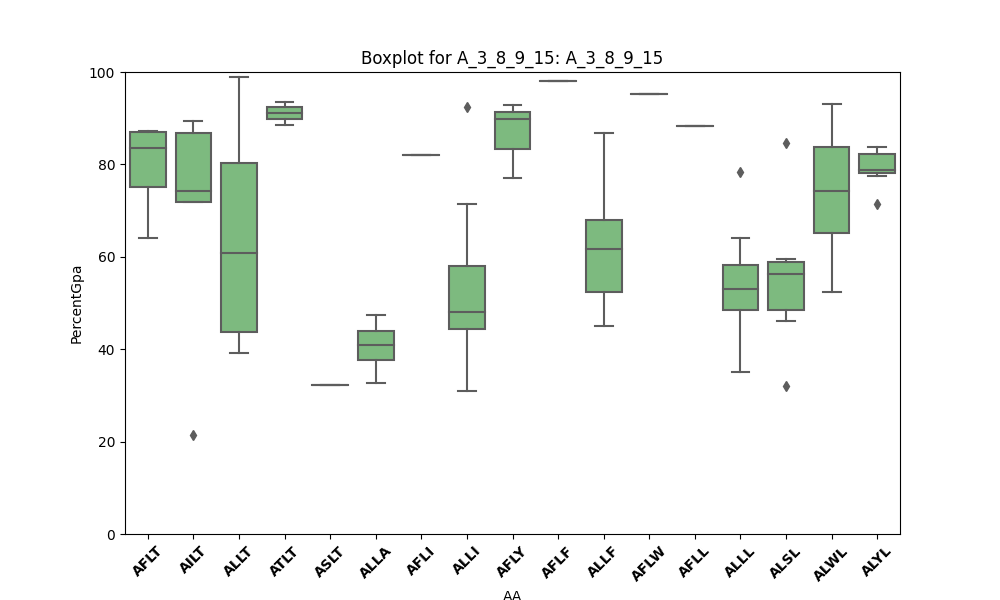 Boxplot for A_3_8_9_15: A_3_8_9_15
100
80
60
40
20
0
PercentGpa
AFLT AILT ALLT ATLT ASLT ALLA AFLI ALLI AFLY AFLF ALLF AFLW AFLL ALLL ALSL ALWL ALYL
AA